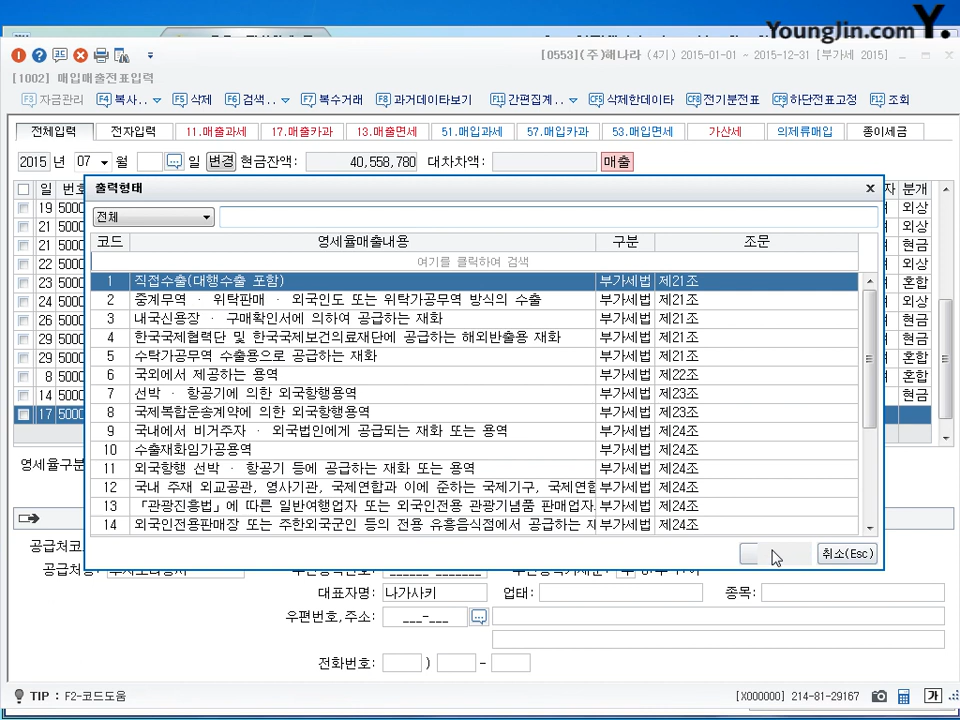 YoungJin.com Y.
[0553](주)해나라 (4기) 2015-01-01 ~ 2015-12-31 [부가세 2015]
[1002] 매입매출전표입력
F3 자금관리 F4 복사.. F5 삭제 F6 검색.. F7 복수거래 F8 과거데이타보기 F11 간편집계.. CF5 삭제한데이타 CF8 전기분전표 CF9 하단전표고정 F12 조회
전체입력 전자입력 11.매출과세 17.매출카과 13.매출면세 51.매입과세 57.매입카과 53.매입면세 가산세 의제류매입 종이세금
2015 년 07 월 일 변경 현금잔액: 40,558,780 대차차액: 매출
일 번호 자 분개
출력형태
전체
코드 영세율매출내용 구분 조문
여기를 클릭하여 검색
1 직접수출(대행수출 포함) 부가세법 제21조
2 중계무역 · 위탁판매 · 외국인도 또는 위탁가공무역 방식의 수출 부가세법 제21조
3 내국신용장 · 구매확인서에 의하여 공급하는 재화 부가세법 제21조
4 한국국제협력단 및 한국국제보건의료재단에 공급하는 해외반출용 재화 부가세법 제21조
5 수탁가공무역 수출용으로 공급하는 재화 부가세법 제21조
6 국외에서 제공하는 용역 부가세법 제22조
7 선박 · 항공기에 의한 외국항행용역 부가세법 제23조
8 국제복합운송계약에 의한 외국항행용역 부가세법 제23조
9 국내에서 비거주자 · 외국법인에게 공급되는 재화 또는 용역 부가세법 제24조
10 수출재화임가공용역 부가세법 제24조
11 외국항행 선박 · 항공기 등에 공급하는 재화 또는 용역 부가세법 제24조
12 국내 주재 외교공관, 영사기관, 국제연합과 이에 준하는 국제기구, 국제연합 부가세법 제24조
13 「관광진흥법」에 따른 일반여행업자 또는 외국인전용 관광기념품 판매업자 부가세법 제24조
14 외국인전용판매장 또는 주한외국군인 등의 전용 유흥음식점에서 공급하는 재 부가세법 제24조
취소(Esc)
19 5000 외상
21 5000 외상
21 5000 현금
22 5000 외상
23 5000 혼합
24 5000 외상
26 5000 현금
29 5000 현금
29 5000 혼합
8 5000 혼합
14 5000 현금
17 5000
영세율구분
공급처코
대표자명: 나가사키 업태: 종목:
우편번호,주소: ___-___
전화번호: ) -
TIP : F2-코드도움 [X000000] 214-81-29167 가